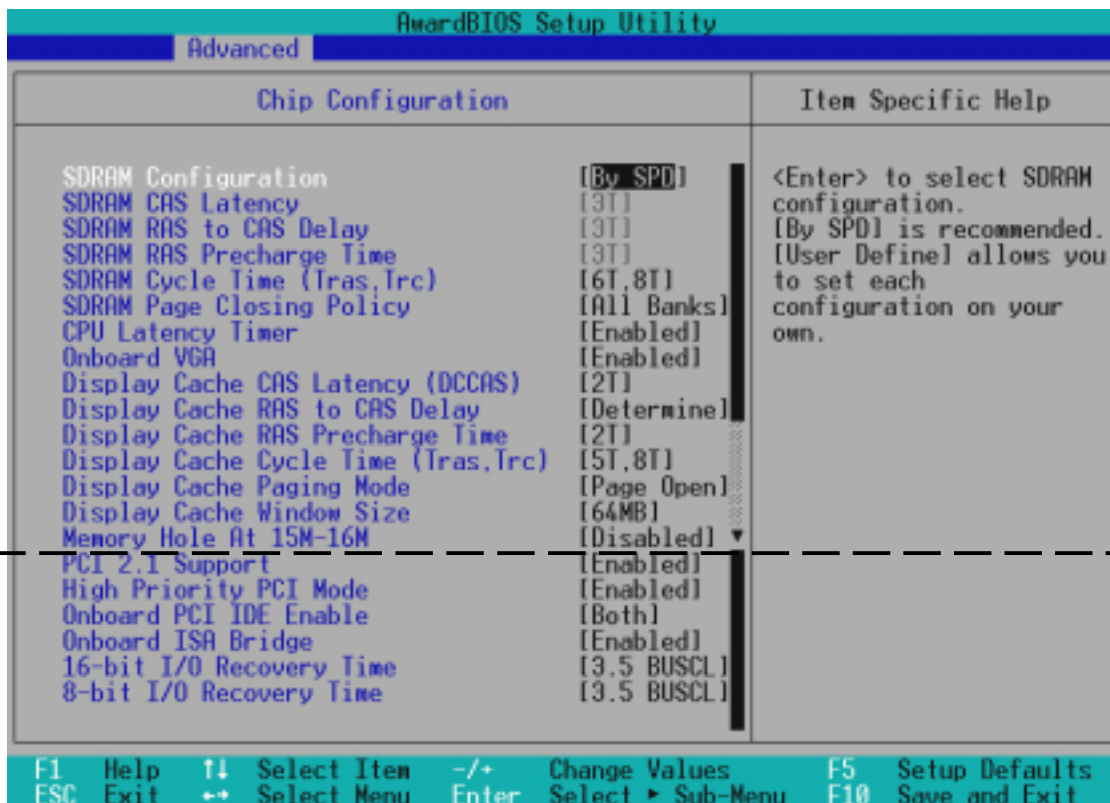 AwardBIOS Setup Utility
Advanced
Chip Configuration
Item Specific Help
SDRAM Configuration [By SPD]
SDRAM CAS Latency [3T]
SDRAM RAS to CAS Delay [3T]
SDRAM RAS Precharge Time [3T]
SDRAM Cycle Time (Tras,Trc) [6T,8T]
SDRAM Page Closing Policy [All Banks]
CPU Latency Timer [Enabled]
Onboard VGA [Enabled]
Display Cache CAS Latency (DCCAS) [2T]
Display Cache RAS to CAS Delay [Determine]
Display Cache RAS Precharge Time [2T]
Display Cache Cycle Time (Tras,Trc) [5T,8T]
Display Cache Paging Mode [Page Open]
Display Cache Window Size [64MB]
Memory Hole At 15M-16M [Disabled]
PCI 2.1 Support [Enabled]
High Priority PCI Mode [Enabled]
Onboard PCI IDE Enable [Both]
Onboard ISA Bridge [Enabled]
16-bit I/O Recovery Time [3.5 BUSCL]
8-bit I/O Recovery Time [3.5 BUSCL]
<Enter> to select SDRAM
configuration.
[By SPD] is recommended.
[User Define] allows you
to set each
configuration on your
own.
F1 Help ↑↓ Select Item -/+ Change Values F5 Setup Defaults
ESC Exit ←→ Select Menu Enter Select ► Sub-Menu F10 Save and Exit